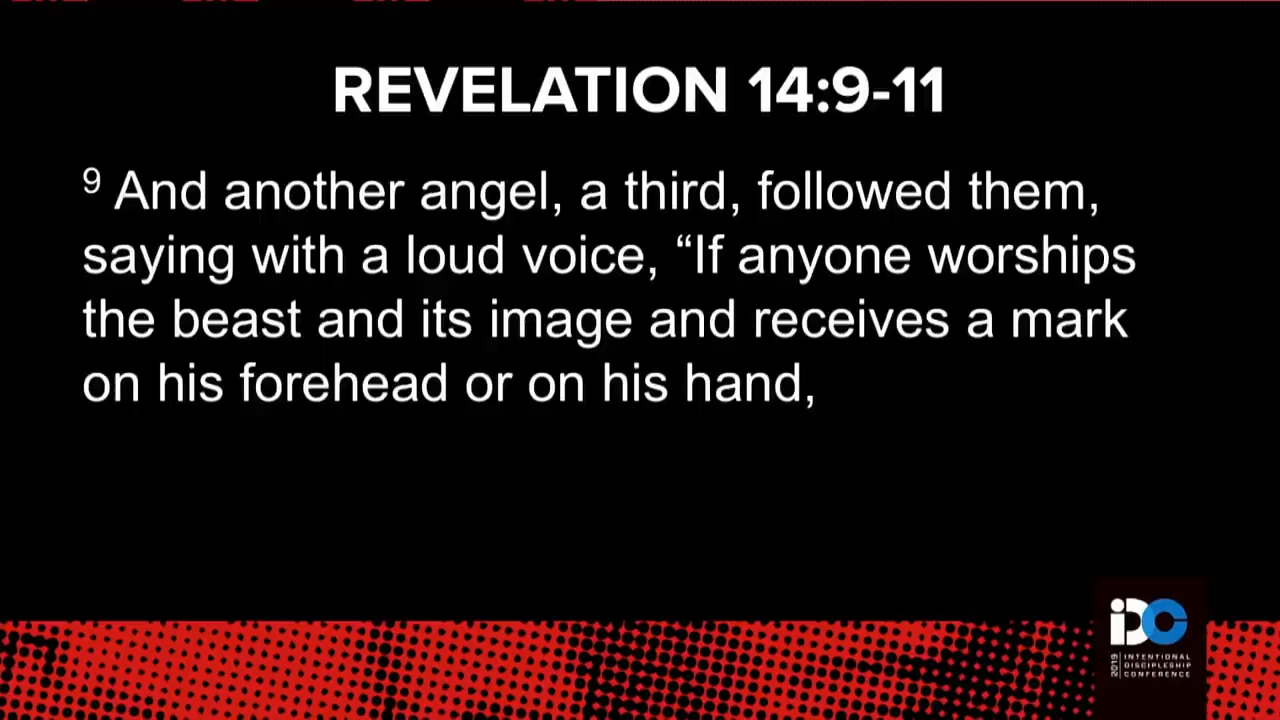 REVELATION 14:9-11
9 And another angel, a third, followed them,
saying with a loud voice, “If anyone worships
the beast and its image and receives a mark
on his forehead or on his hand,
iDC
2019
INTENTIONAL
DISCIPLESHIP
CONFERENCE